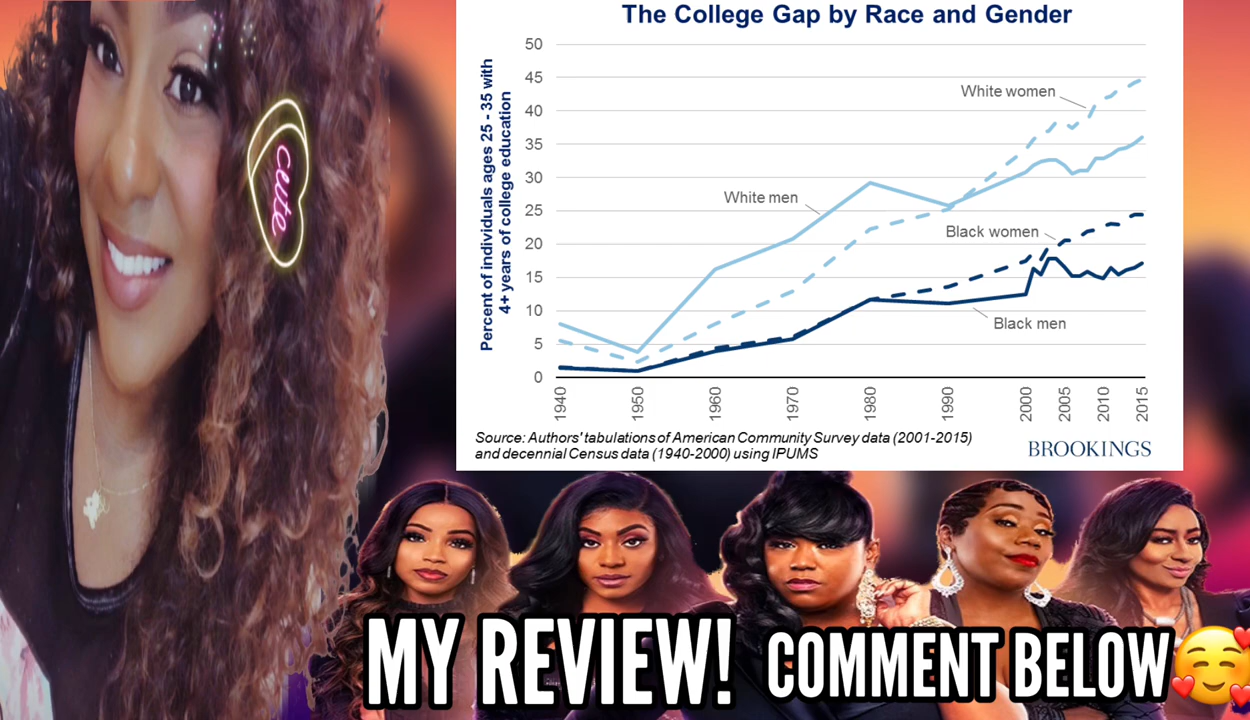 The College Gap by Race and Gender
Percent of individuals ages 25 - 35 with
4+ years of college education
50
45
40
35
30
25
20
15
10
5
0
White women
White men
Black women
Black men
1940
1950
1960
1970
1980
1990
2000
2005
2010
2015
Source: Authors' tabulations of American Community Survey data (2001-2015)
and decennial Census data (1940-2000) using IPUMS
BROOKINGS
cute
MY REVIEW! COMMENT BELOW